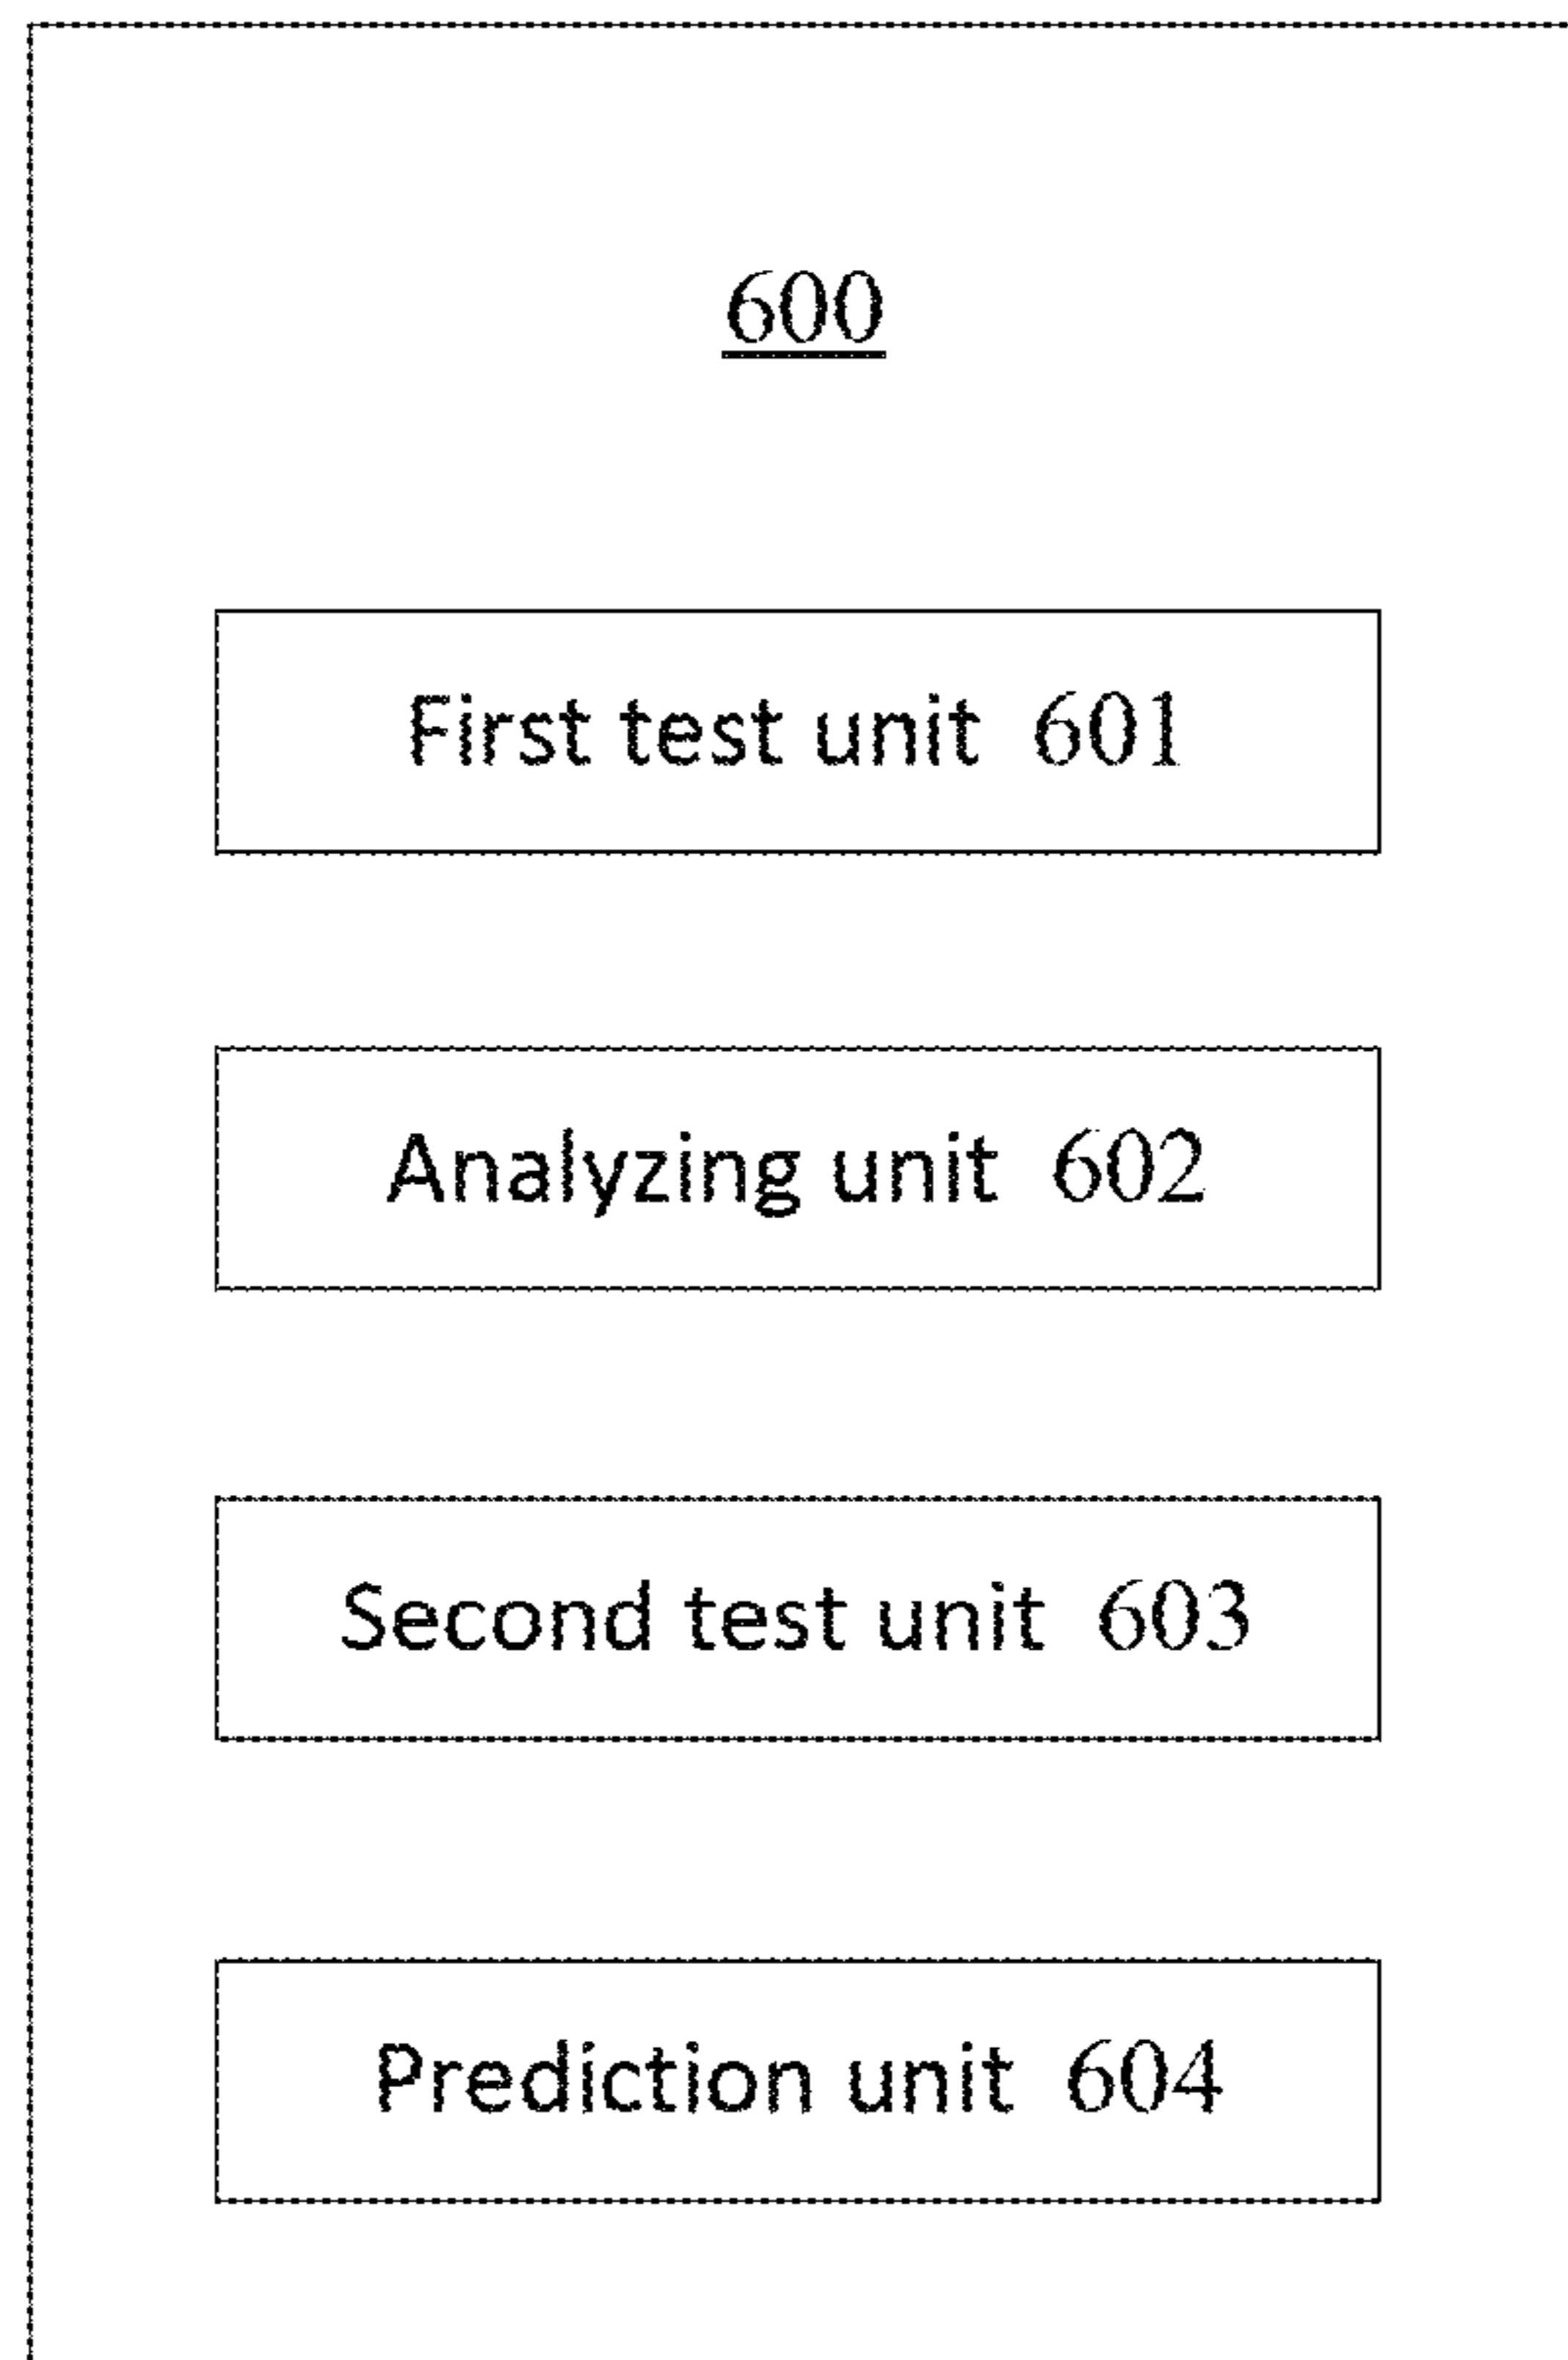 600
First test unit 601
Analyzing unit 602
Second test unit 603
Prediction unit 604